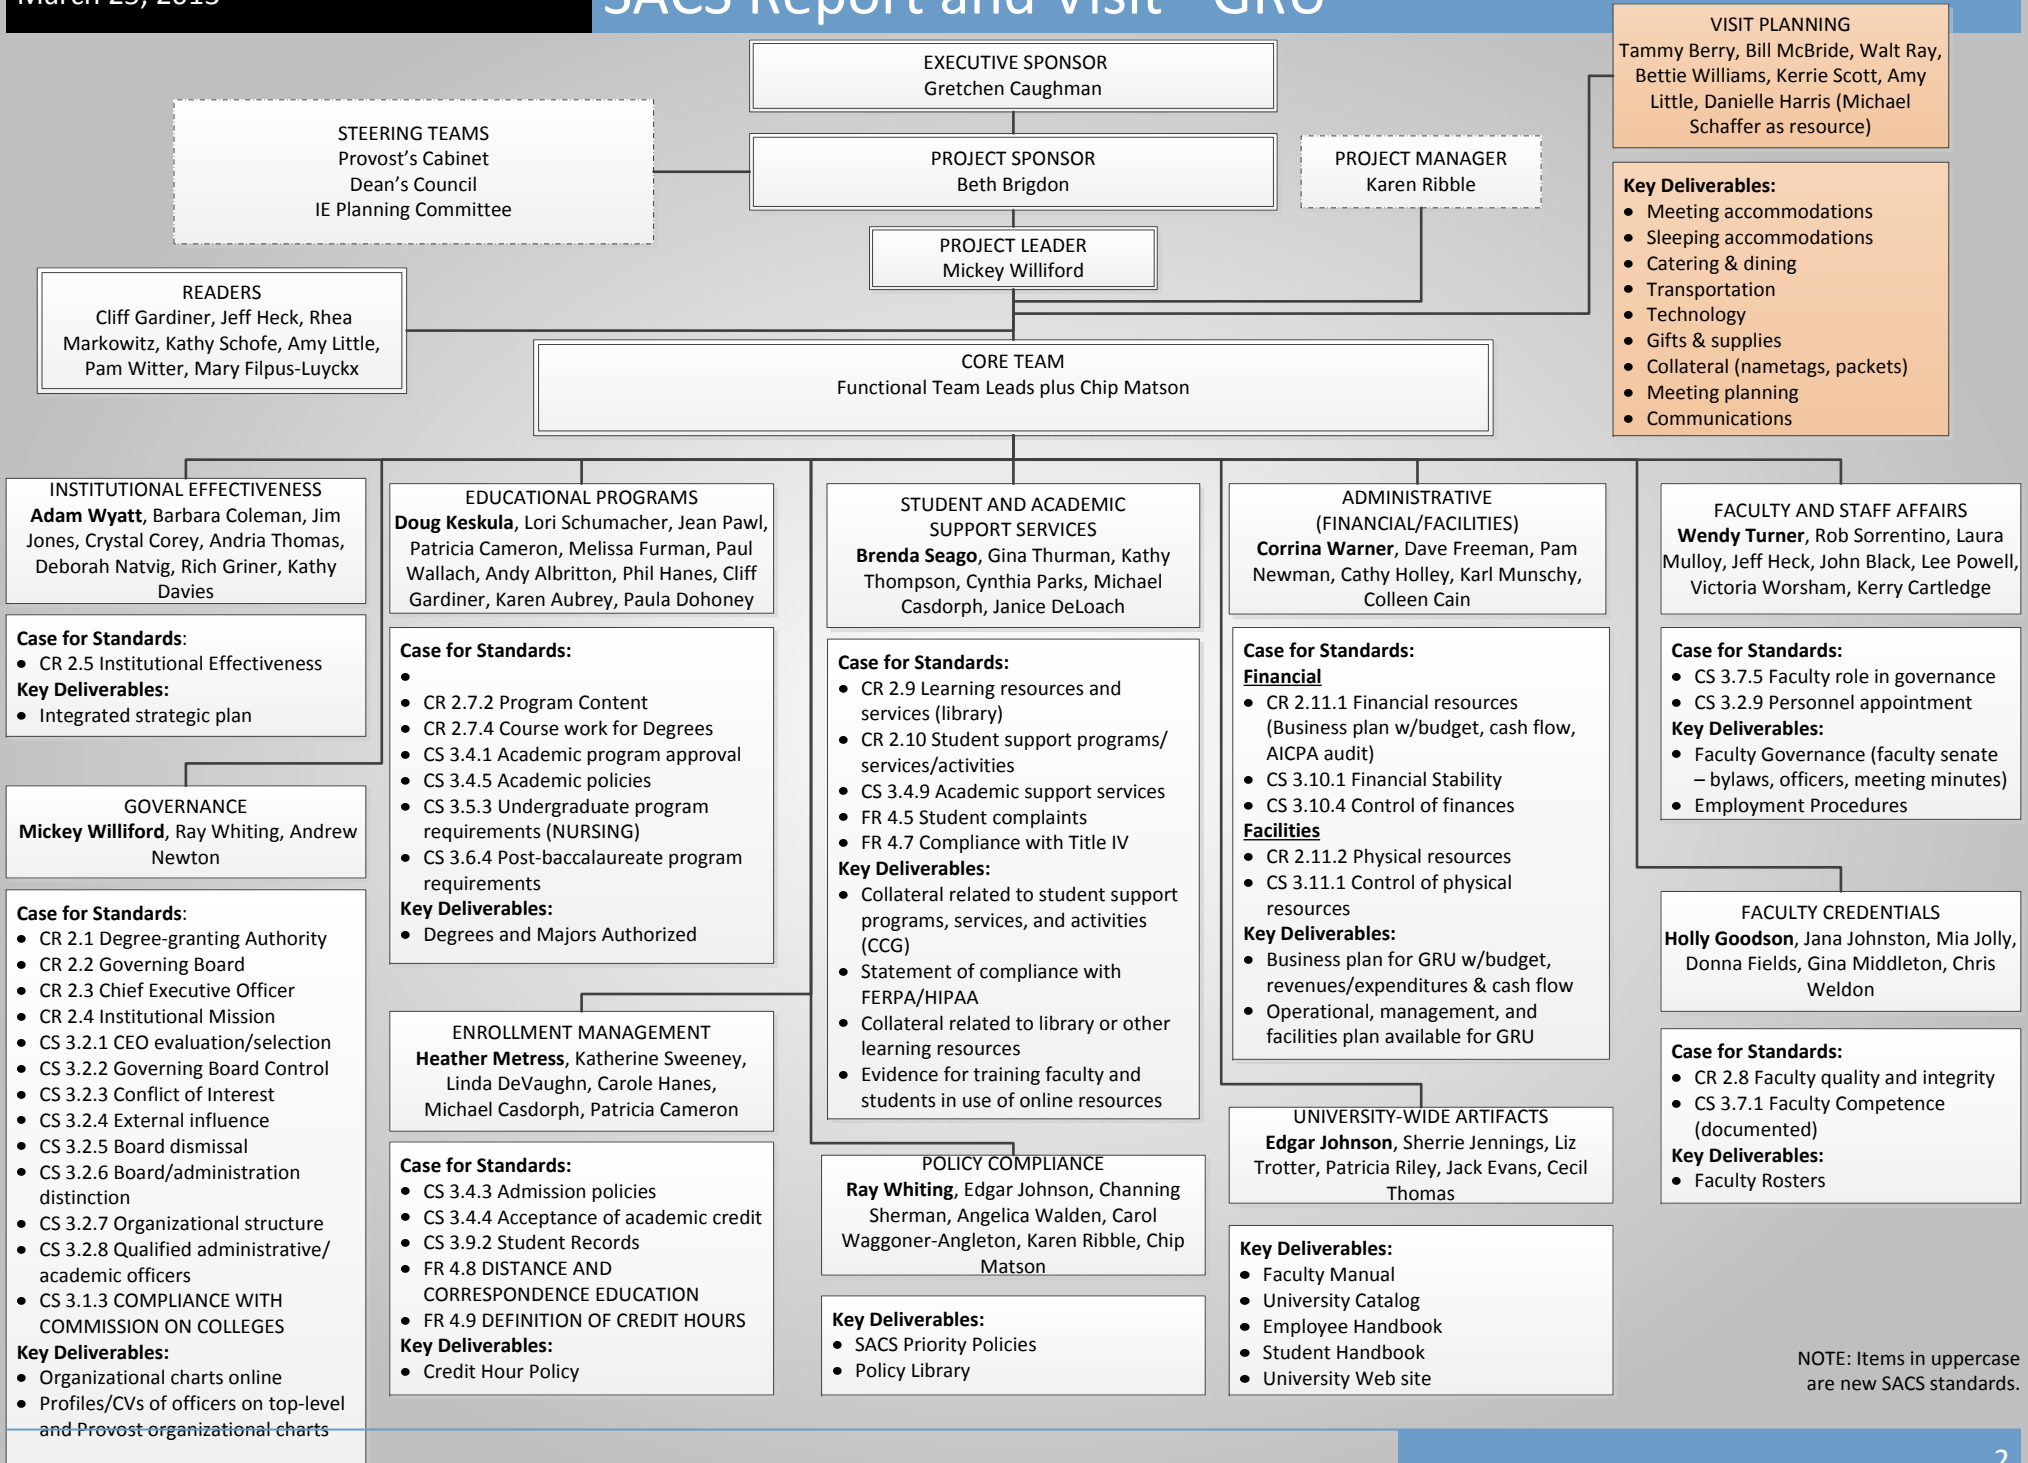 March 25, 2013
SACS Report and Visit - GRU
VISIT PLANNING
Tammy Berry, Bill McBride, Walt Ray,
Bettie Williams, Kerrie Scott, Amy
Little, Danielle Harris (Michael
Schaffer as resource)
EXECUTIVE SPONSOR
Gretchen Caughman
STEERING TEAMS
Provost’s Cabinet
Dean’s Council
IE Planning Committee
PROJECT SPONSOR
Beth Brigdon
PROJECT MANAGER
Karen Ribble
Key Deliverables:
• Meeting accommodations
• Sleeping accommodations
• Catering & dining
• Transportation
• Technology
• Gifts & supplies
• Collateral (nametags, packets)
• Meeting planning
• Communications
PROJECT LEADER
Mickey Williford
READERS
Cliff Gardiner, Jeff Heck, Rhea
Markowitz, Kathy Schofe, Amy Little,
Pam Witter, Mary Filpus-Luyckx
CORE TEAM
Functional Team Leads plus Chip Matson
INSTITUTIONAL EFFECTIVENESS
Adam Wyatt, Barbara Coleman, Jim
Jones, Crystal Corey, Andria Thomas,
Deborah Natvig, Rich Griner, Kathy
Davies
Case for Standards:
• CR 2.5 Institutional Effectiveness
Key Deliverables:
• Integrated strategic plan
GOVERNANCE
Mickey Williford, Ray Whiting, Andrew
Newton
Case for Standards:
• CR 2.1 Degree-granting Authority
• CR 2.2 Governing Board
• CR 2.3 Chief Executive Officer
• CR 2.4 Institutional Mission
• CS 3.2.1 CEO evaluation/selection
• CS 3.2.2 Governing Board Control
• CS 3.2.3 Conflict of Interest
• CS 3.2.4 External influence
• CS 3.2.5 Board dismissal
• CS 3.2.6 Board/administration
distinction
• CS 3.2.7 Organizational structure
• CS 3.2.8 Qualified administrative/
academic officers
• CS 3.1.3 COMPLIANCE WITH
COMMISSION ON COLLEGES
Key Deliverables:
• Organizational charts online
• Profiles/CVs of officers on top-level
and Provost organizational charts
EDUCATIONAL PROGRAMS
Doug Keskula, Lori Schumacher, Jean Pawl,
Patricia Cameron, Melissa Furman, Paul
Wallach, Andy Albritton, Phil Hanes, Cliff
Gardiner, Karen Aubrey, Paula Dohoney
Case for Standards:
•
• CR 2.7.2 Program Content
• CR 2.7.4 Course work for Degrees
• CS 3.4.1 Academic program approval
• CS 3.4.5 Academic policies
• CS 3.5.3 Undergraduate program
requirements (NURSING)
• CS 3.6.4 Post-baccalaureate program
requirements
Key Deliverables:
• Degrees and Majors Authorized
ENROLLMENT MANAGEMENT
Heather Metress, Katherine Sweeney,
Linda DeVaughn, Carole Hanes,
Michael Casdorph, Patricia Cameron
Case for Standards:
• CS 3.4.3 Admission policies
• CS 3.4.4 Acceptance of academic credit
• CS 3.9.2 Student Records
• FR 4.8 DISTANCE AND
CORRESPONDENCE EDUCATION
• FR 4.9 DEFINITION OF CREDIT HOURS
Key Deliverables:
• Credit Hour Policy
STUDENT AND ACADEMIC
SUPPORT SERVICES
Brenda Seago, Gina Thurman, Kathy
Thompson, Cynthia Parks, Michael
Casdorph, Janice DeLoach
Case for Standards:
• CR 2.9 Learning resources and
services (library)
• CR 2.10 Student support programs/
services/activities
• CS 3.4.9 Academic support services
• FR 4.5 Student complaints
• FR 4.7 Compliance with Title IV
Key Deliverables:
• Collateral related to student support
programs, services, and activities
(CCG)
• Statement of compliance with
FERPA/HIPAA
• Collateral related to library or other
learning resources
• Evidence for training faculty and
students in use of online resources
POLICY COMPLIANCE
Ray Whiting, Edgar Johnson, Channing
Sherman, Angelica Walden, Carol
Waggoner-Angleton, Karen Ribble, Chip
Matson
Key Deliverables:
• SACS Priority Policies
• Policy Library
ADMINISTRATIVE
(FINANCIAL/FACILITIES)
Corrina Warner, Dave Freeman, Pam
Newman, Cathy Holley, Karl Munschy,
Colleen Cain
Case for Standards:
Financial
• CR 2.11.1 Financial resources
(Business plan w/budget, cash flow,
AICPA audit)
• CS 3.10.1 Financial Stability
• CS 3.10.4 Control of finances
Facilities
• CR 2.11.2 Physical resources
• CS 3.11.1 Control of physical
resources
Key Deliverables:
• Business plan for GRU w/budget,
revenues/expenditures & cash flow
• Operational, management, and
facilities plan available for GRU
UNIVERSITY-WIDE ARTIFACTS
Edgar Johnson, Sherrie Jennings, Liz
Trotter, Patricia Riley, Jack Evans, Cecil
Thomas
Key Deliverables:
• Faculty Manual
• University Catalog
• Employee Handbook
• Student Handbook
• University Web site
FACULTY AND STAFF AFFAIRS
Wendy Turner, Rob Sorrentino, Laura
Mulloy, Jeff Heck, John Black, Lee Powell,
Victoria Worsham, Kerry Cartledge
Case for Standards:
• CS 3.7.5 Faculty role in governance
• CS 3.2.9 Personnel appointment
Key Deliverables:
• Faculty Governance (faculty senate
– bylaws, officers, meeting minutes)
• Employment Procedures
FACULTY CREDENTIALS
Holly Goodson, Jana Johnston, Mia Jolly,
Donna Fields, Gina Middleton, Chris
Weldon
Case for Standards:
• CR 2.8 Faculty quality and integrity
• CS 3.7.1 Faculty Competence
(documented)
Key Deliverables:
• Faculty Rosters
NOTE: Items in uppercase
are new SACS standards.
2